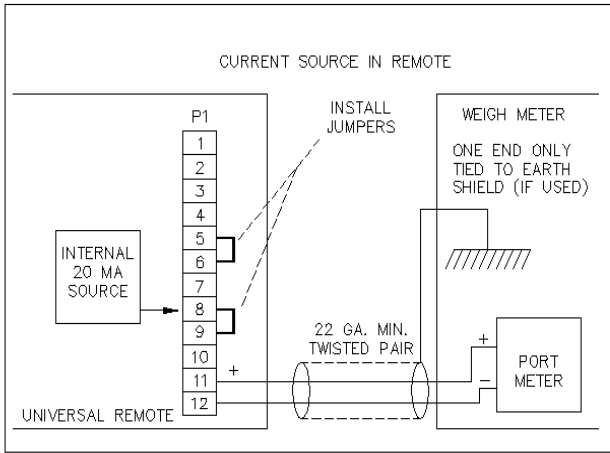 CURRENT SOURCE IN REMOTE
P1
INSTALL
JUMPERS
WEIGH METER
ONE END ONLY
TIED TO EARTH
SHIELD (IF USED)
1
2
3
4
5
6
7
8
9
10
11
12
INTERNAL
20 MA
SOURCE
22 GA. MIN.
TWISTED PAIR
+
+
−
PORT
METER
UNIVERSAL REMOTE